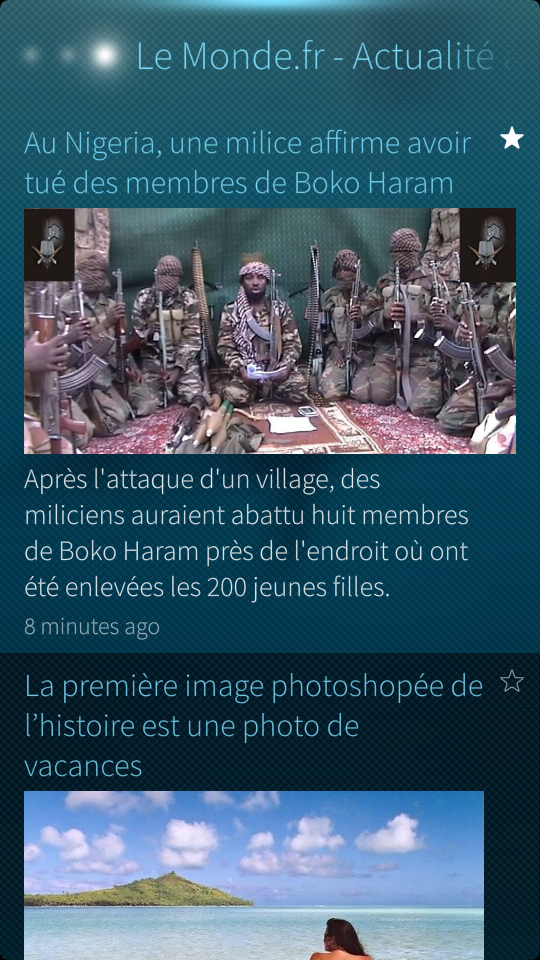 Le Monde.fr - Actualité
Au Nigeria, une milice affirme avoir
tué des membres de Boko Haram
Après l'attaque d'un village, des
miliciens auraient abattu huit membres
de Boko Haram près de l'endroit où ont
été enlevées les 200 jeunes filles.
8 minutes ago
La première image photoshopée de
l’histoire est une photo de
vacances